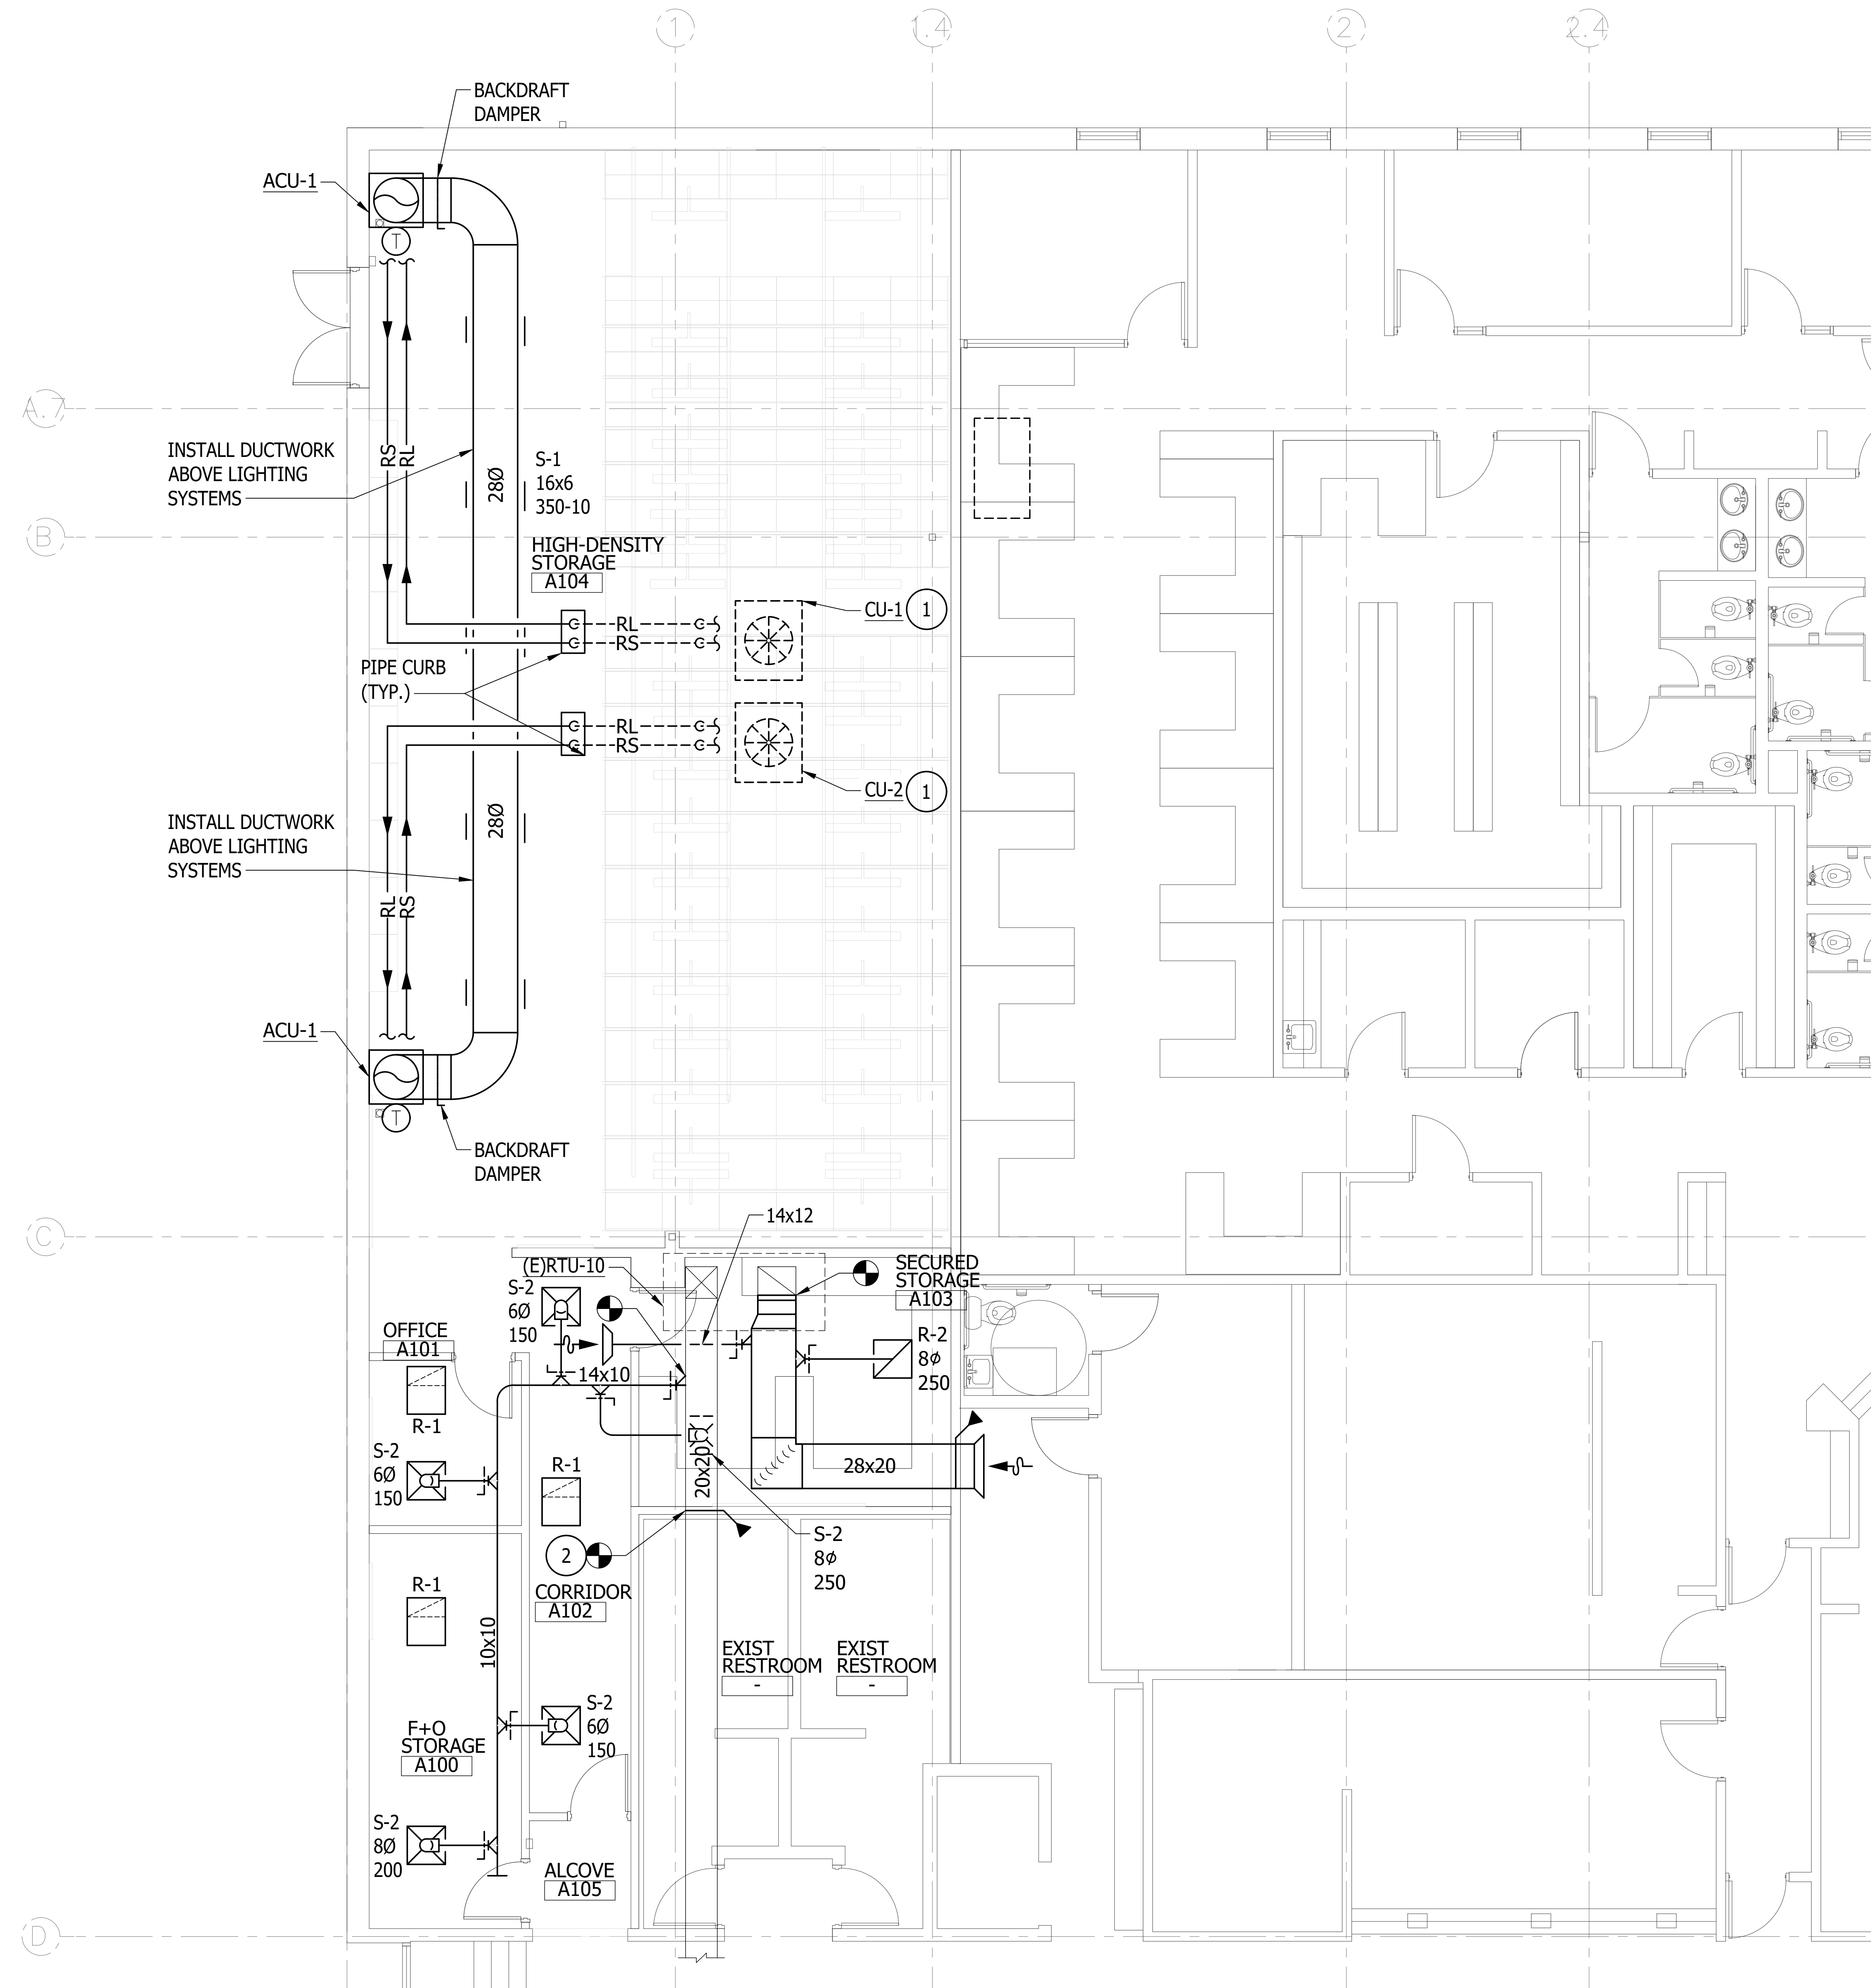 1
1.4
2
2.4
BACKDRAFT
DAMPER
ACU-1
T
A.7
INSTALL DUCTWORK
ABOVE LIGHTING
SYSTEMS
RS
RL
28Ø
S-1
16x6
350-10
B
HIGH-DENSITY
STORAGE
A104
CU-1
1
RL
RS
PIPE CURB
(TYP.)
RL
RS
CU-2
1
INSTALL DUCTWORK
ABOVE LIGHTING
SYSTEMS
28Ø
RL
RS
ACU-1
T
BACKDRAFT
DAMPER
14x12
C
(E)RTU-10
SECURED
STORAGE
A103
S-2
6Ø
150
OFFICE
A101
R-2
8ø
250
14x10
R-1
S-2
6Ø
150
R-1
20x20
28x20
S-2
8ø
250
2
R-1
CORRIDOR
A102
10x10
EXIST
RESTROOM
-
EXIST
RESTROOM
-
S-2
6Ø
150
F+O
STORAGE
A100
S-2
8Ø
200
ALCOVE
A105
D